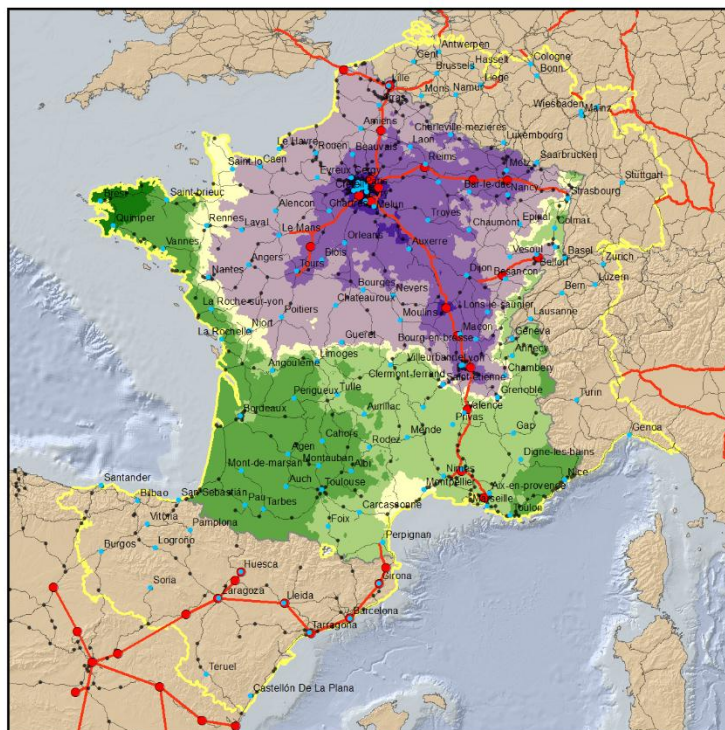 Antwerpen
Gent
Hasselt
Cologne
Brussels
Bonn
Lille
Liege
Mons
Namur
Wiesbaden
Mainz
Amiens
Charleville-mezieres
Le Havre
Beauvais
Laon
Luxembourg
Rouen
Saint-lo
Caen
Reims
Saarbrucken
Evreux
Metz
Brest
Saint-brieuc
Bar-le-duc
Nancy
Strasbourg
Stuttgart
Alencon
Melun
Quimper
Rennes
Laval
Troyes
Epinal
Colmar
Le Mans
Chaumont
Vannes
Orleans
Auxerre
Angers
Blois
Vesoul
Basel
Belfort
Zurich
Nantes
Tours
Dijon
Besancon
Luzern
Bourges
Nevers
Bern
La Roche-sur-yon
Chateauroux
Lons-le-saunier
Poitiers
Moulins
Lausanne
Niort
Macon
La Rochelle
Gueret
Bourg-en-bresse
Geneva
Limoges
Annecy
Angouleme
Villeurbanne
Lyon
Clermont-ferrand
Chambery
Saint-Etienne
Perigueux
Tulle
Grenoble
Turin
Aurillac
Valence
Bordeaux
Privas
Cahors
Mende
Gap
Genoa
Agen
Rodez
Digne-les-bains
Mont-de-marsan
Montauban
Albi
Nimes
Nice
Santander
Auch
Toulouse
Montpellier
Aix-en-provence
Bilbao
San Sebastián
Pau
Tarbes
Marseille
Toulon
Vitoria
Carcassonne
Pamplona
Foix
Burgos
Logroño
Perpignan
Huesca
Girona
Soria
Zaragoza
Lleida
Barcelona
Tarragona
Teruel
Castellón De La Plana